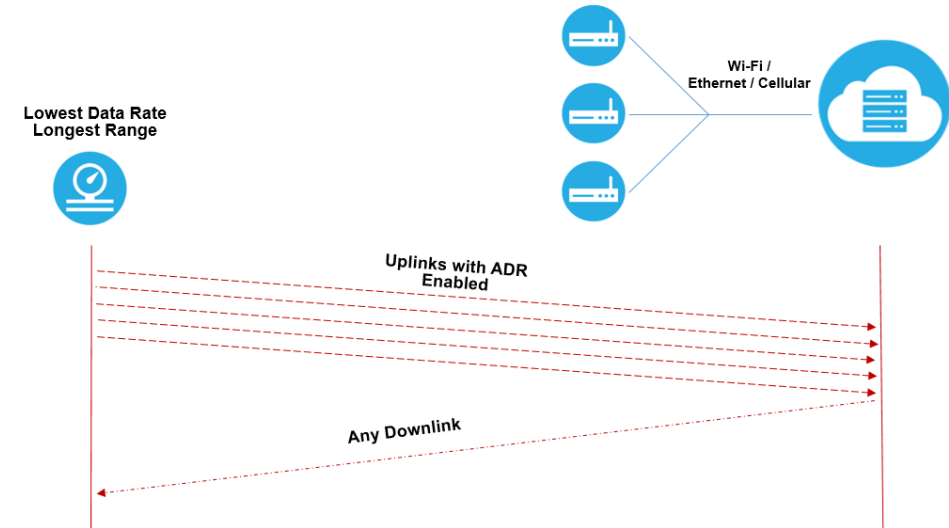 Wi-Fi /
Ethernet / Cellular
Lowest Data Rate
Longest Range
Uplinks with ADR
Enabled
Any Downlink